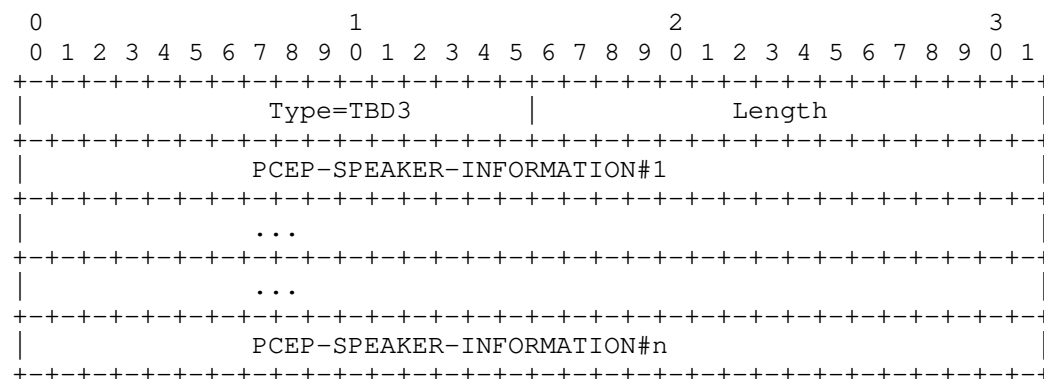 0                   1                   2                   3
 0 1 2 3 4 5 6 7 8 9 0 1 2 3 4 5 6 7 8 9 0 1 2 3 4 5 6 7 8 9 0 1
+-+-+-+-+-+-+-+-+-+-+-+-+-+-+-+-+-+-+-+-+-+-+-+-+-+-+-+-+-+-+-+-+
|               Type=TBD3       |            Length             |
+-+-+-+-+-+-+-+-+-+-+-+-+-+-+-+-+-+-+-+-+-+-+-+-+-+-+-+-+-+-+-+-+
|              PCEP-SPEAKER-INFORMATION#1                       |
+-+-+-+-+-+-+-+-+-+-+-+-+-+-+-+-+-+-+-+-+-+-+-+-+-+-+-+-+-+-+-+-+
|              ...                                              |
+-+-+-+-+-+-+-+-+-+-+-+-+-+-+-+-+-+-+-+-+-+-+-+-+-+-+-+-+-+-+-+-+
|              ...                                              |
+-+-+-+-+-+-+-+-+-+-+-+-+-+-+-+-+-+-+-+-+-+-+-+-+-+-+-+-+-+-+-+-+
|              PCEP-SPEAKER-INFORMATION#n                       |
+-+-+-+-+-+-+-+-+-+-+-+-+-+-+-+-+-+-+-+-+-+-+-+-+-+-+-+-+-+-+-+-+